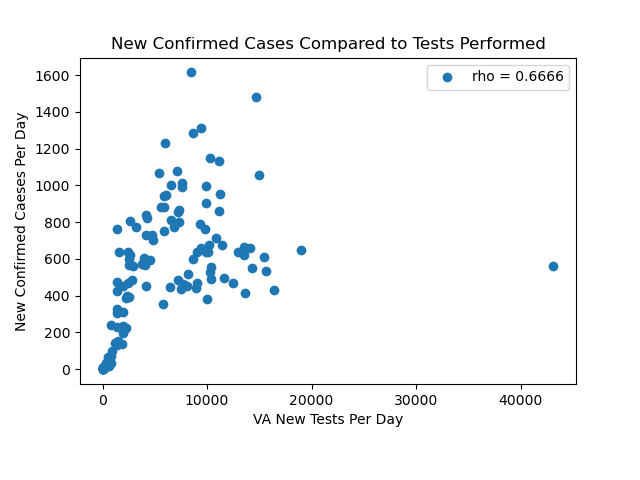 New Confirmed Cases Compared to Tests Performed
rho = 0.6666
New Confirmed Caeses Per Day
1600
1400
1200
1000
800
600
400
200
0
0 10000 20000 30000 40000
VA New Tests Per Day